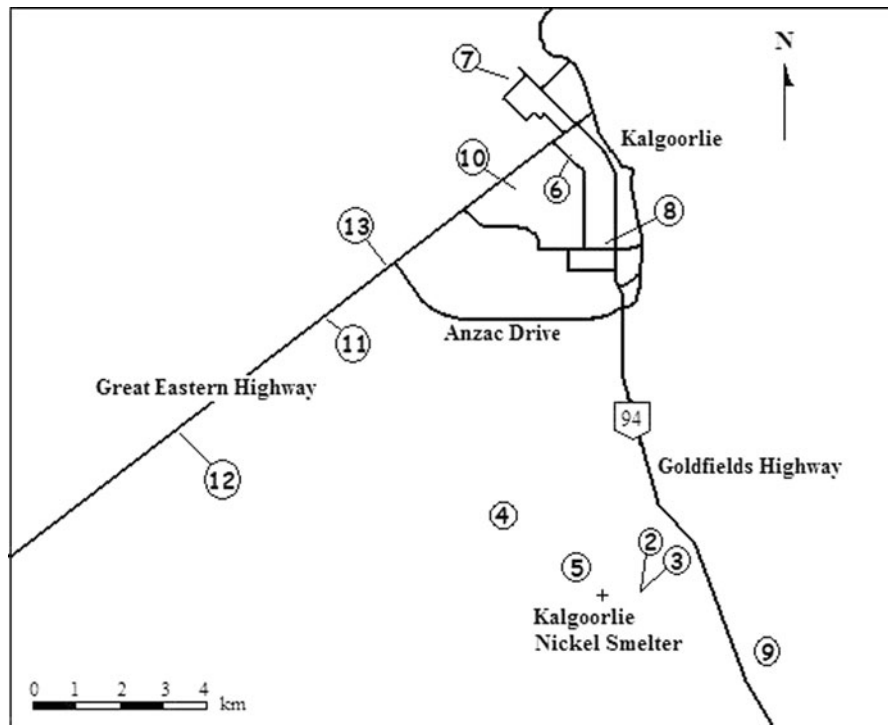 N
7
Kalgoorlie
10
6
8
13
11
Anzac Drive
Great Eastern Highway
94
12
Goldfields Highway
4
2
3
5
Kalgoorlie
Nickel Smelter
9
0 1 2 3 4
km